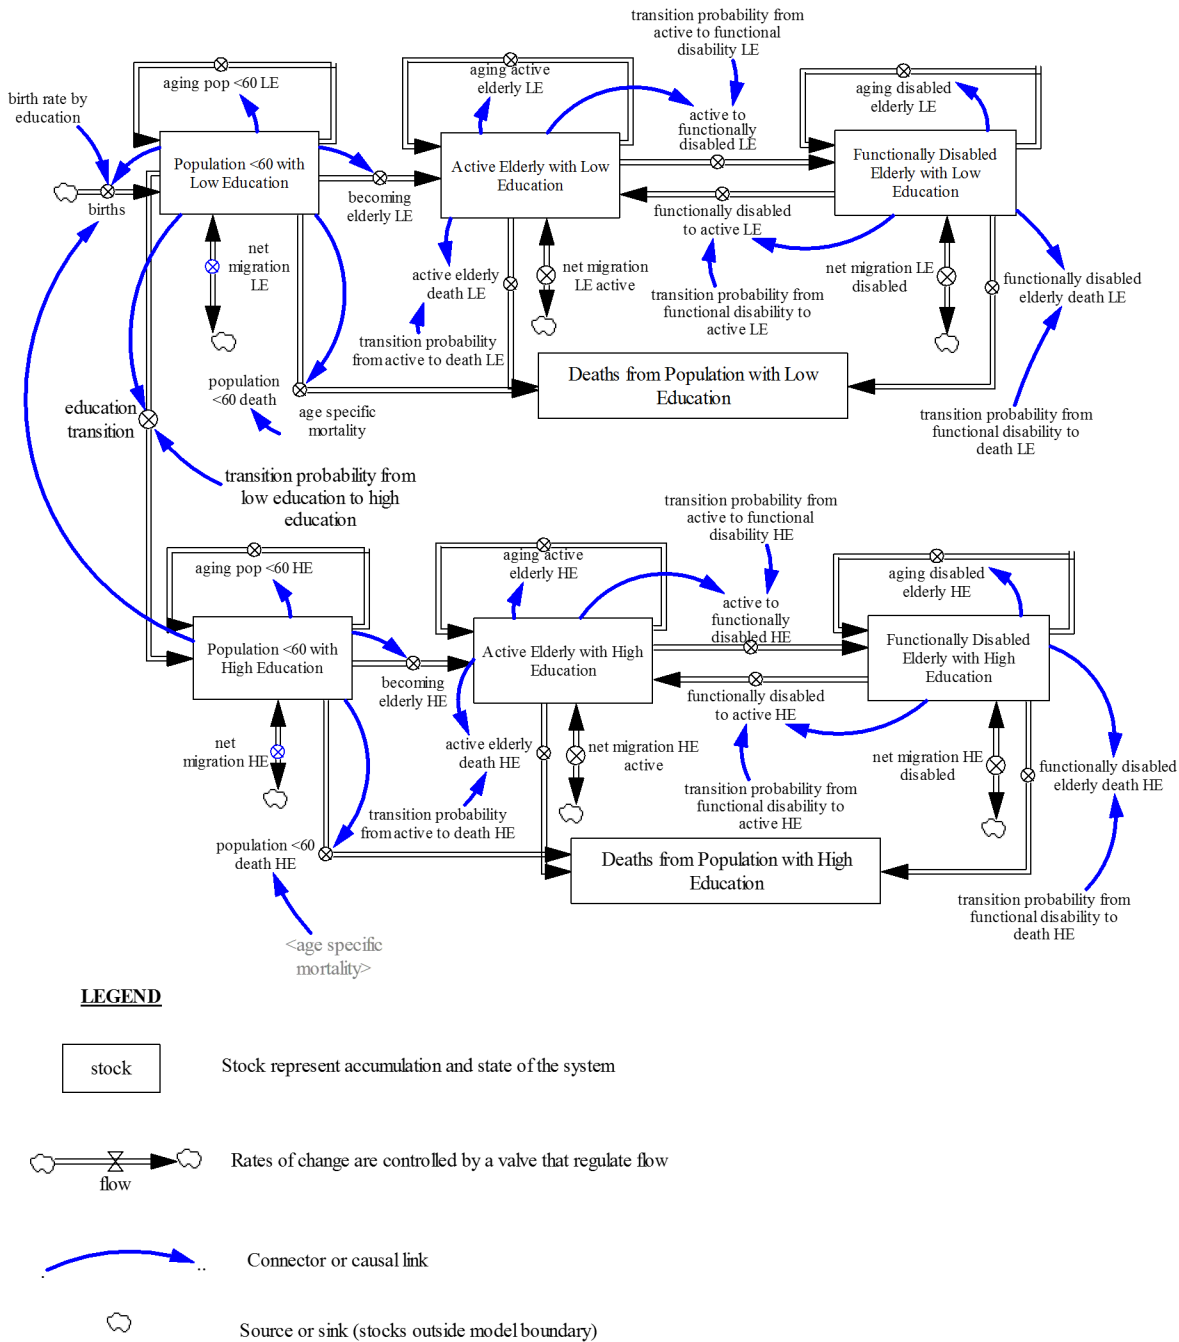 transition probability from
active to functional
disability LE
aging pop <60 LE
aging active
elderly LE
aging disabled
elderly LE
birth rate by
education
active to
functionally
disabled LE
Population <60 with
Low Education
Active Elderly with Low
Education
Functionally Disabled
Elderly with Low
Education
births
becoming
elderly LE
functionally disabled
to active LE
net
migration
LE
active elderly
death LE
net migration
LE active
net migration LE
disabled
functionally disabled
elderly death LE
transition probability from
functional disability to
active LE
transition probability
from active to death LE
Deaths from Population with Low
Education
population
<60 death
age specific
mortality
education
transition
transition probability from
functional disability to
death LE
transition probability from
low education to high
education
transition probability from
active to functional
disability HE
aging pop <60 HE
aging active
elderly HE
aging disabled
elderly HE
active to
functionally
disabled HE
Population <60 with
High Education
Active Elderly with High
Education
Functionally Disabled
Elderly with High
Education
becoming
elderly HE
functionally disabled
to active HE
net
migration HE
active elderly
death HE
net migration HE
active
net migration HE
disabled
functionally disabled
elderly death HE
transition probability from
functional disability to
active HE
transition probability
from active to death HE
population <60
death HE
Deaths from Population with High
Education
transition probability from
functional disability to
death HE
<age specific
mortality>
LEGEND
stock
Stock represent accumulation and state of the system
flow
Rates of change are controlled by a valve that regulate flow
Connector or causal link
Source or sink (stocks outside model boundary)